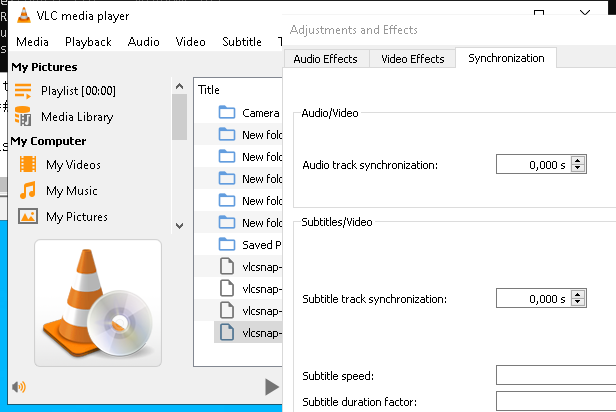 VLC media player
Adjustments and Effects
Media Playback Audio Video Subtitle
Audio Effects Video Effects Synchronization
My Pictures
Playlist [00:00]
Media Library
My Computer
My Videos
My Music
My Pictures
Title
Camera
New fold
New fold
New fold
New fold
New fold
Saved P
vlcsnap-
vlcsnap-
vlcsnap-
vlcsnap-
Audio/Video
Audio track synchronization: 0,000 s
Subtitles/Video
Subtitle track synchronization: 0,000 s
Subtitle speed:
Subtitle duration factor: